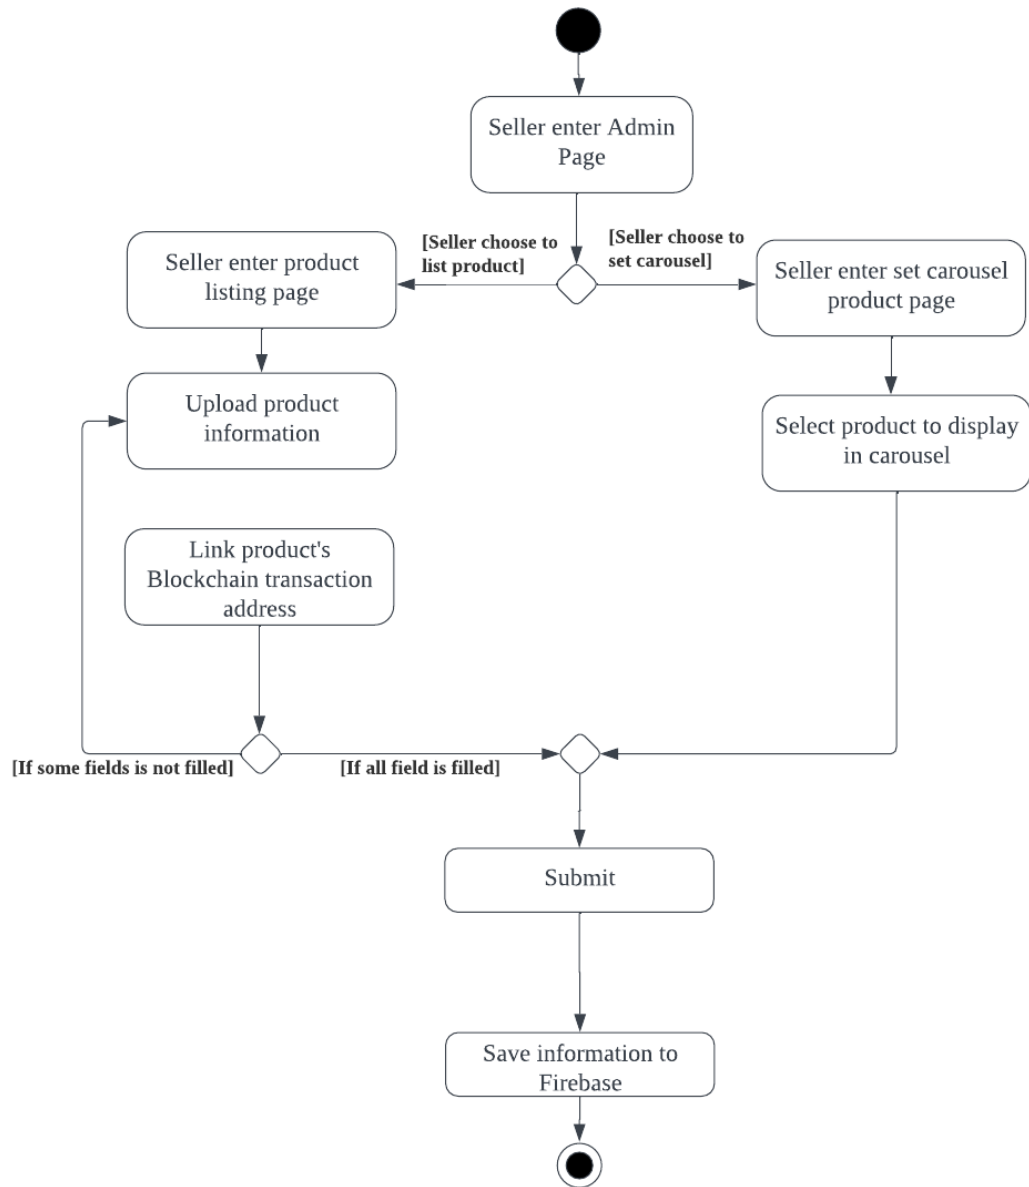 Seller enter Admin
Page
[Seller choose to
list product]
[Seller choose to
set carousel]
Seller enter product
listing page
Seller enter set carousel
product page
Upload product
information
Select product to display
in carousel
Link product's
Blockchain transaction
address
[If some fields is not filled]
[If all field is filled]
Submit
Save information to
Firebase